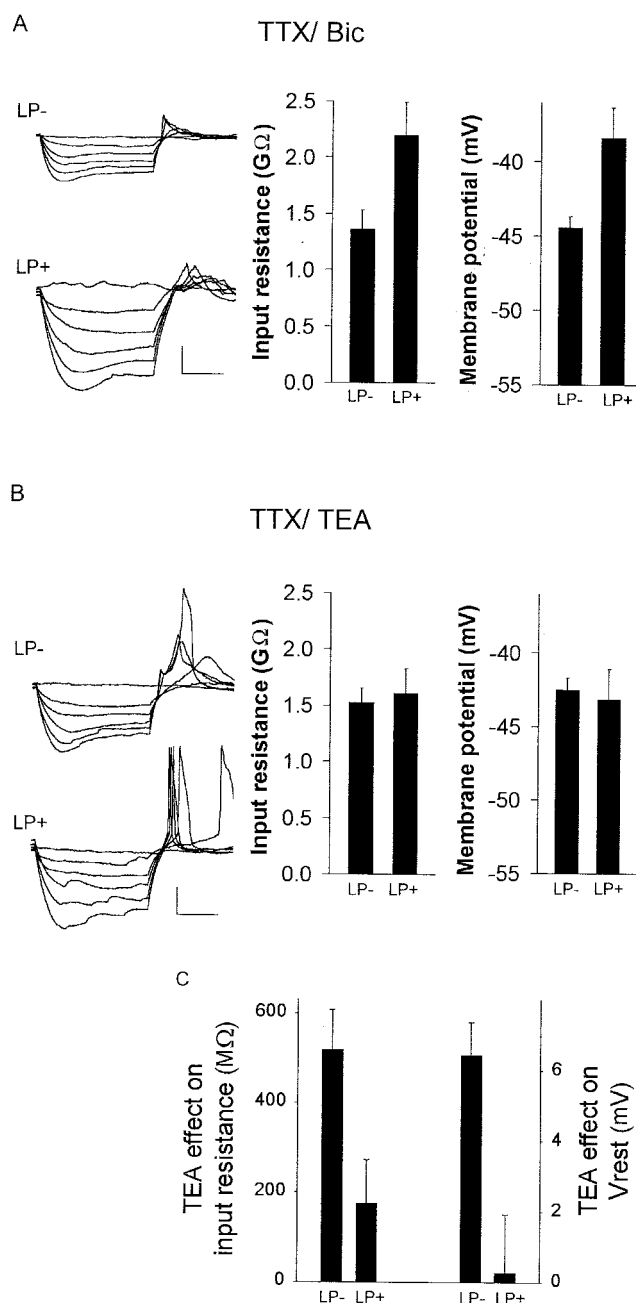 A
TTX/ Bic
LP-
LP+
Input resistance (GΩ)
2.5
2.0
1.5
1.0
0.5
0.0
LP-
LP+
Membrane potential (mV)
-40
-45
-50
-55
LP-
LP+
B
TTX/ TEA
LP-
LP+
Input resistance (GΩ)
2.5
2.0
1.5
1.0
0.5
0.0
LP-
LP+
Membrane potential (mV)
-40
-45
-50
-55
LP-
LP+
C
TEA effect on
input resistance (MΩ)
600
400
200
0
LP-
LP+
LP-
LP+
6
4
2
0
TEA effect on
Vrest (mV)